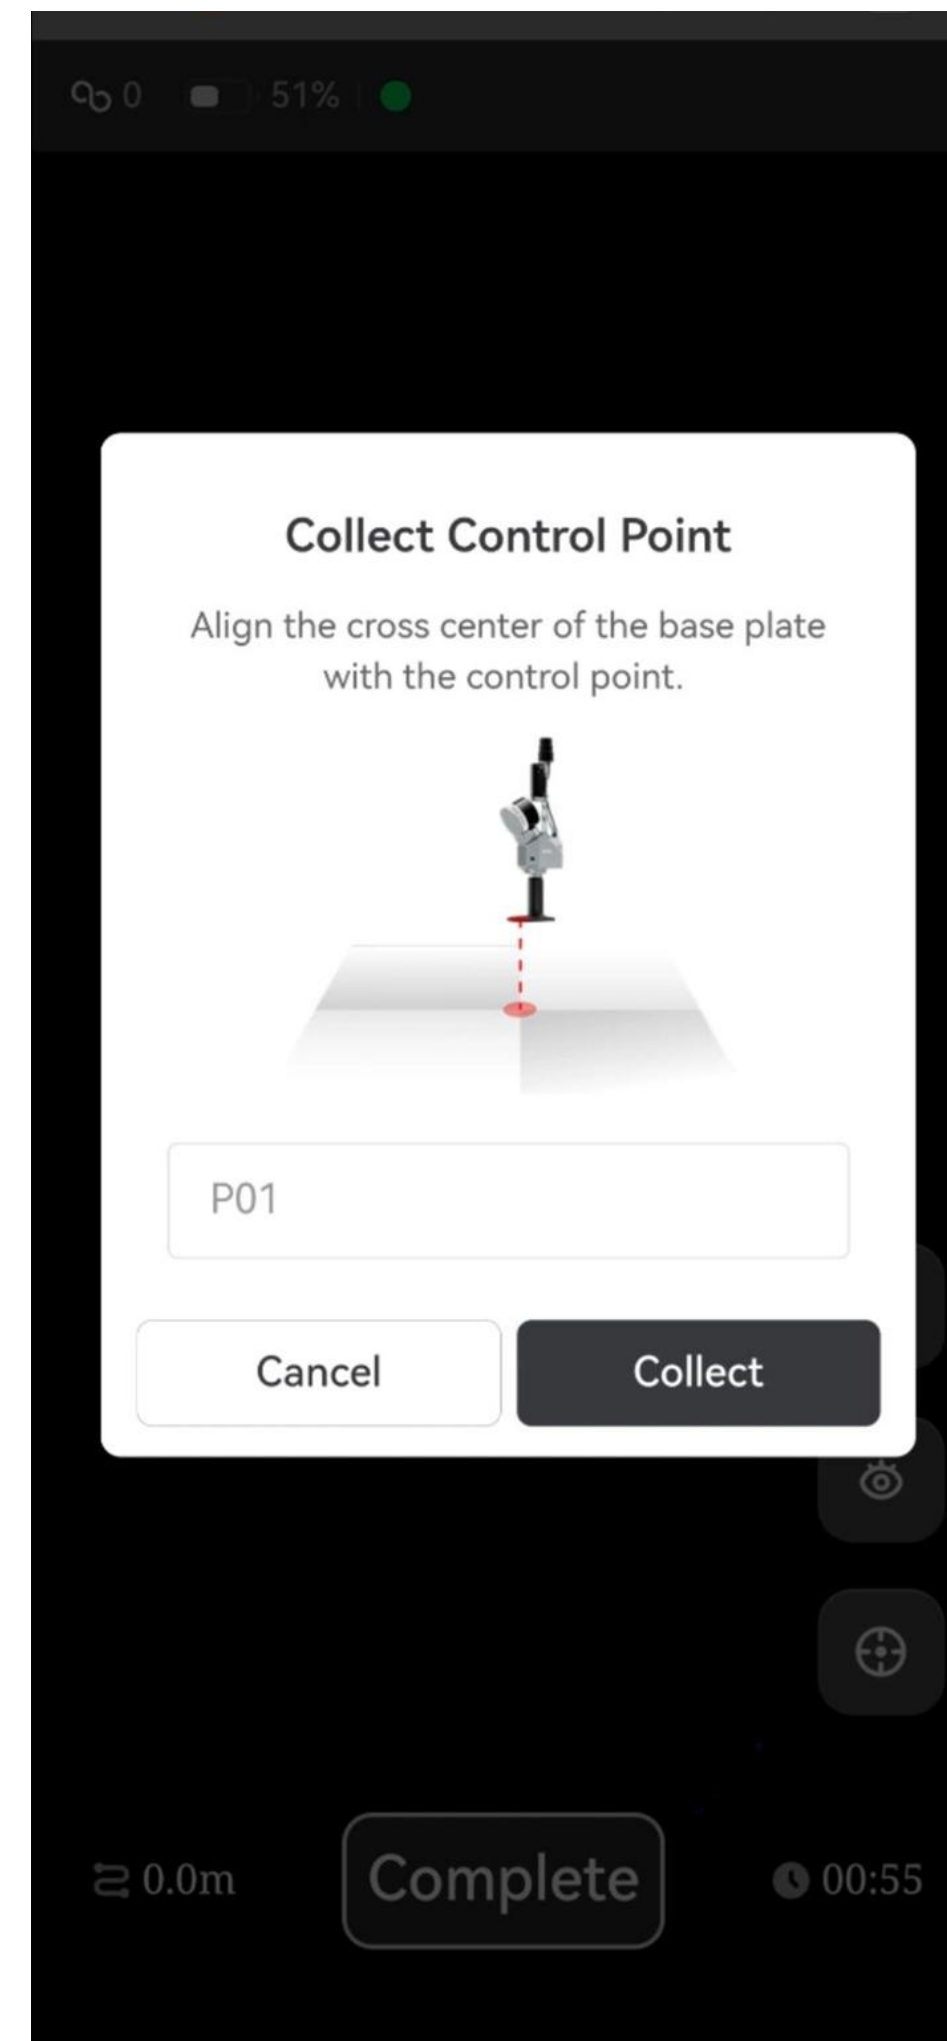 0 51%
Collect Control Point
Align the cross center of the base plate
with the control point.
P01
Cancel Collect
0.0m Complete 00:55